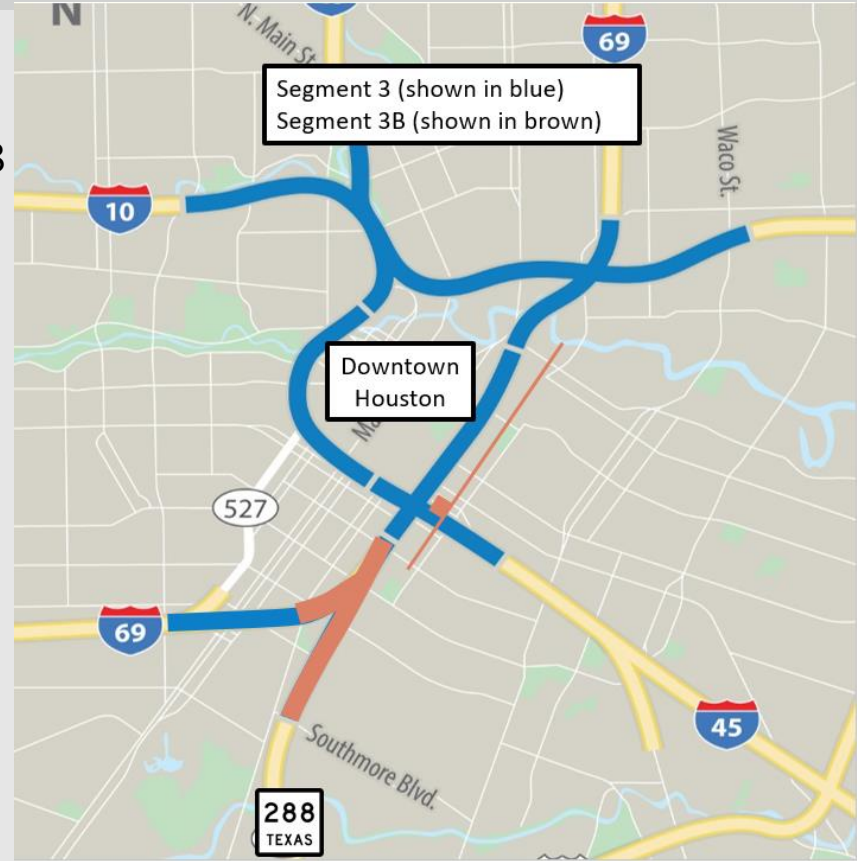 N
N. Main St.
69
Segment 3 (shown in blue)
Segment 3B (shown in brown)
Waco St.
10
Downtown
Houston
527
69
45
Southmore Blvd.
288
TEXAS